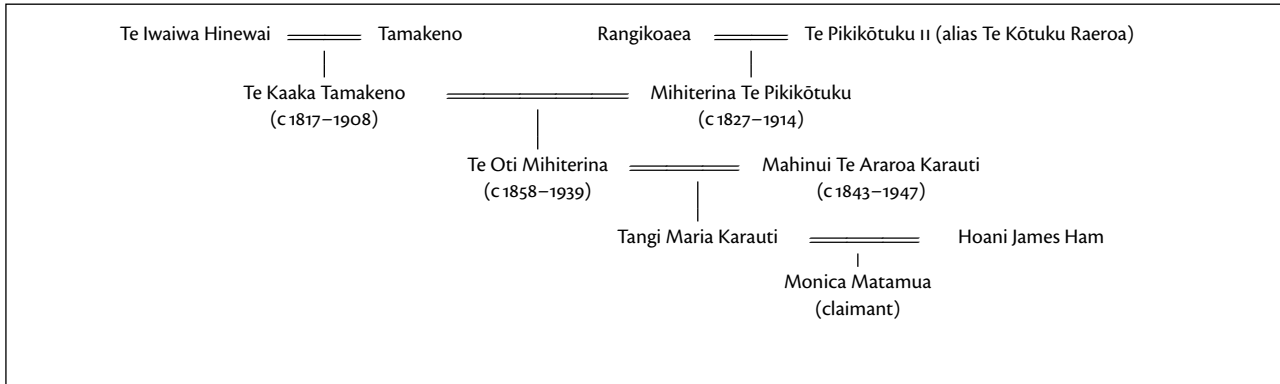 Te Iwaiwa Hinewai Tamakeno Rangikoaea Te Pikikōtuku II (alias Te Kōtuku Raeroa)
Te Kaaka Tamakeno Mihiterina Te Pikikōtuku
(c 1817–1908) (c 1827–1914)
Te Oti Mihiterina Mahinui Te Araroa Karauti
(c 1858–1939) (c 1843–1947)
Tangi Maria Karauti Hoani James Ham
Monica Matamua
(claimant)